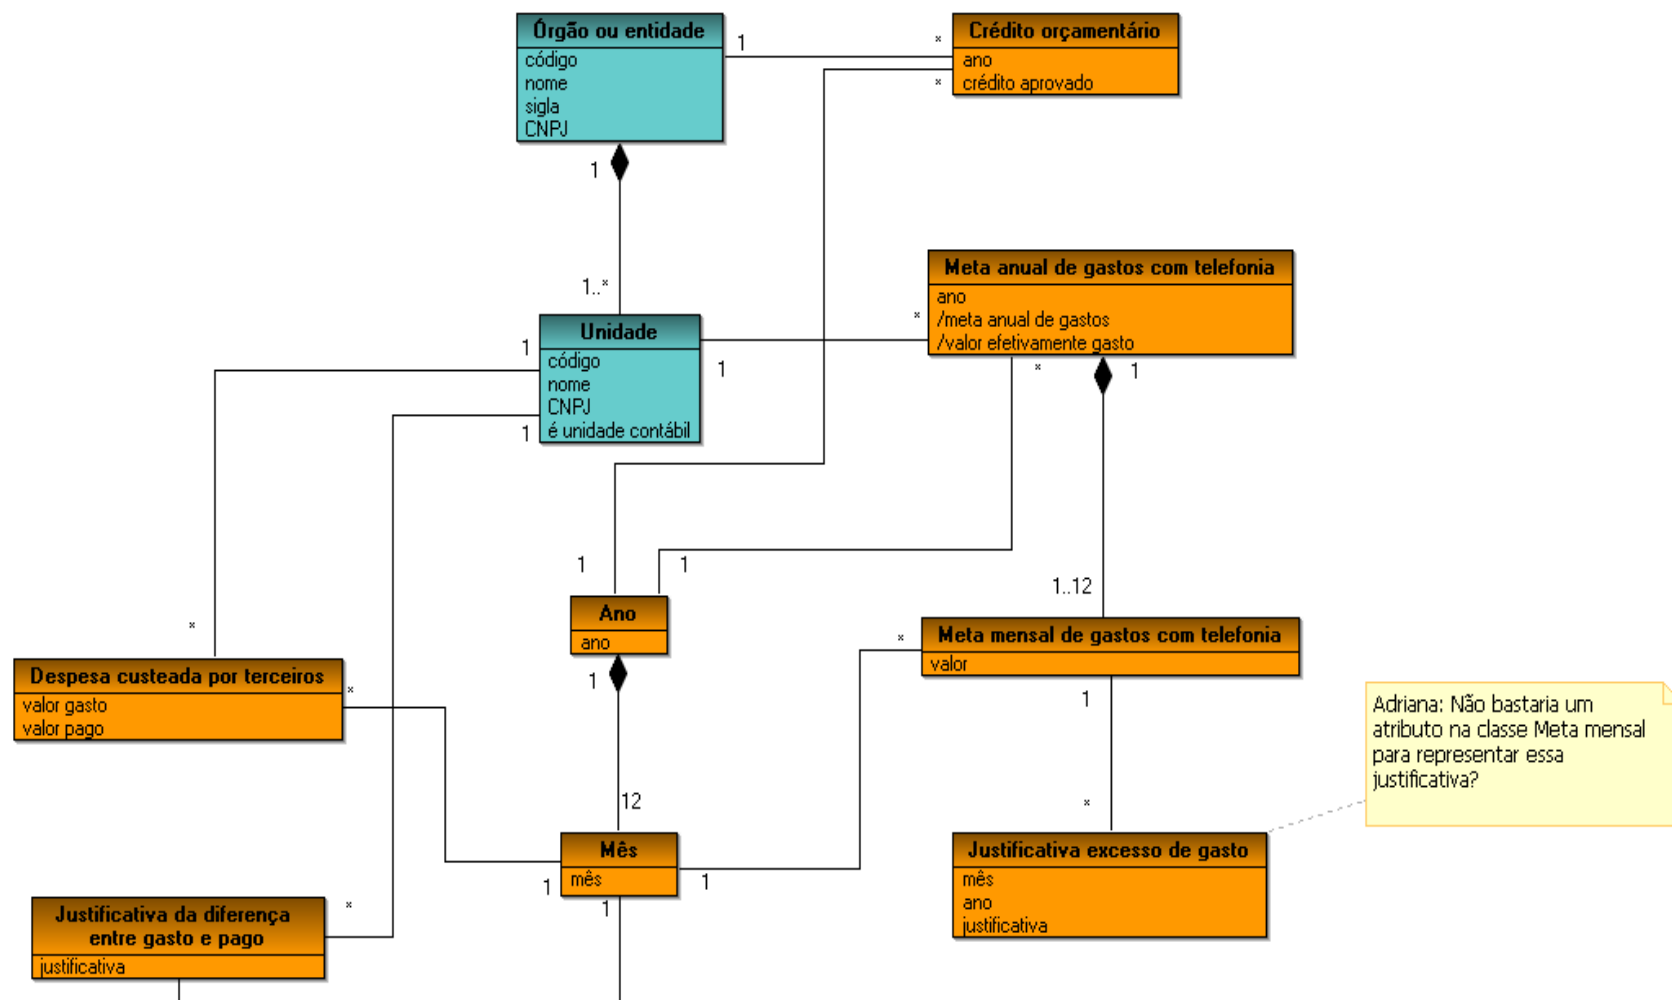 Órgão ou entidade
código
nome
sigla
CNPJ
1
*
Crédito orçamentário
ano
crédito aprovado
*
1
1..*
Unidade
código
nome
CNPJ
é unidade contábil
1
1
1
*
Meta anual de gastos com telefonia
ano
/meta anual de gastos
/valor efetivamente gasto
*
1
1
1
1..12
Ano
ano
1
12
*
Meta mensal de gastos com telefonia
valor
1
*
*
Despesa custeada por terceiros
valor gasto
valor pago
*
Adriana: Não bastaria um
atributo na classe Meta mensal
para representar essa
justificativa?
Mês
mês
1
1
1
Justificativa excesso de gasto
mês
ano
justificativa
Justificativa da diferença
entre gasto e pago
justificativa
*